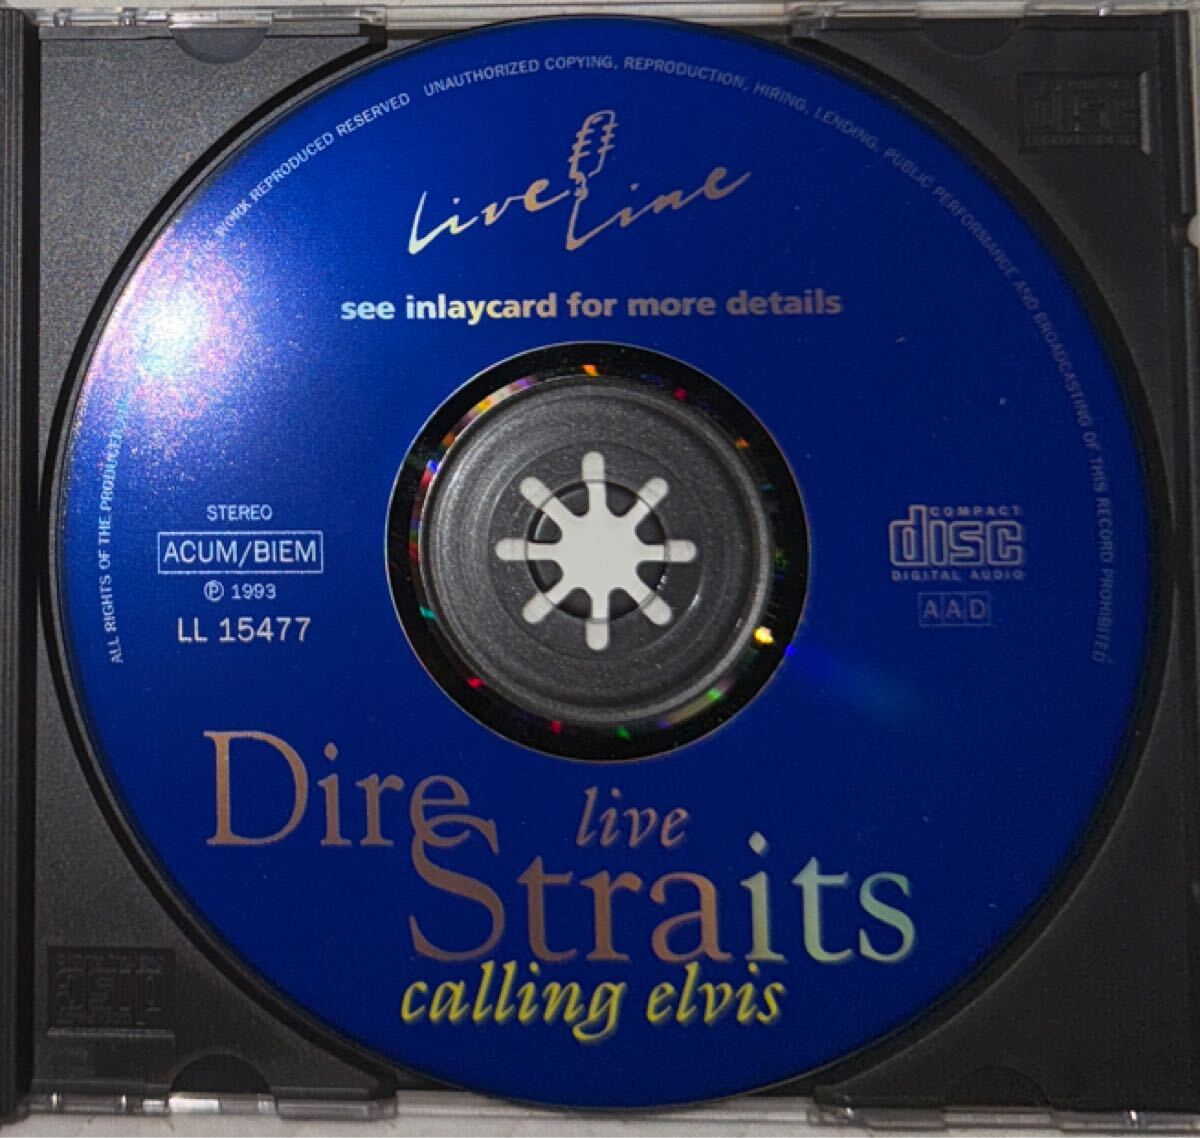 ALL RIGHTS OF THE PRODUCER WORK REPRODUCED RESERVED UNAUTHORIZED COPYING, REPRODUCTION, HIRING, LENDING, PUBLIC PERFORMANCE AND BROADCASTING OF THIS RECORD PROHIBITED
Live Line
see inlaycard for more details
STEREO
ACUM/BIEM
℗ 1993
LL 15477
COMPACT
disc
DIGITAL AUDIO
AAD
Dire
live
Straits
calling elvis